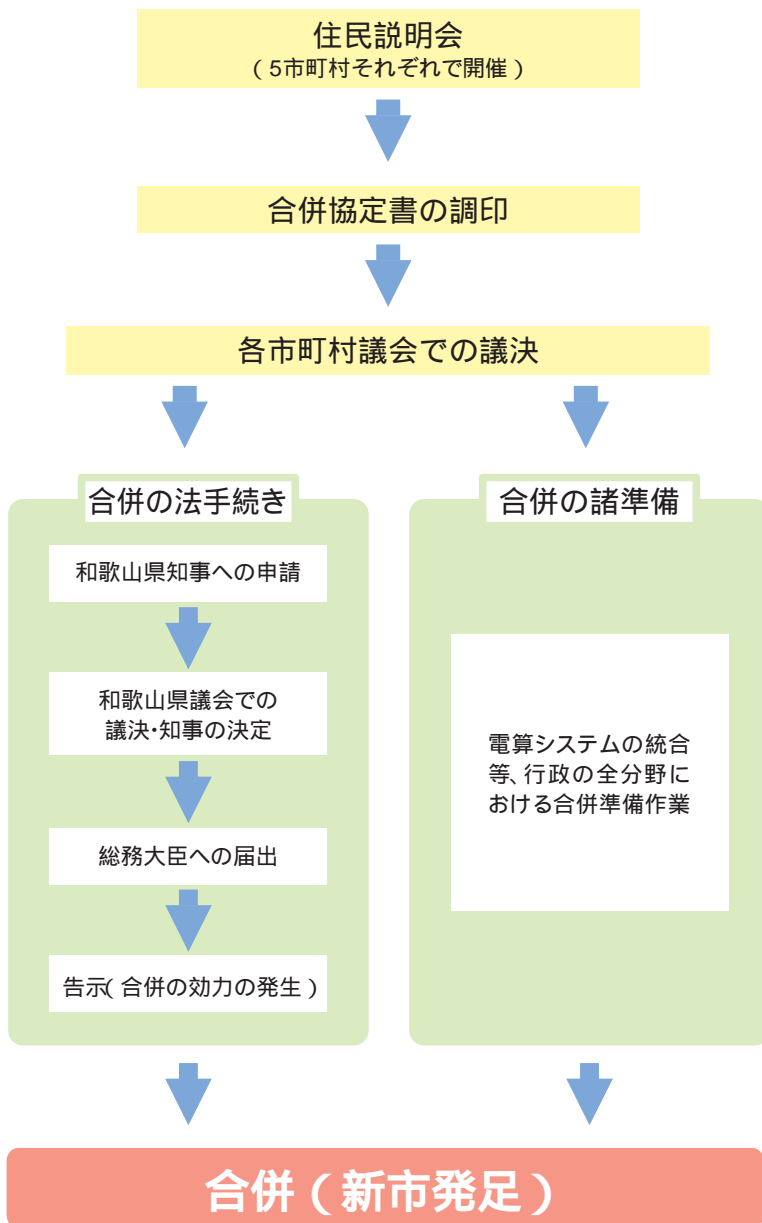 住民説明会
（5市町村それぞれで開催）
合併協定書の調印
各市町村議会での議決
合併の法手続き
和歌山県知事への申請
和歌山県議会での
議決・知事の決定
総務大臣への届出
告示（合併の効力の発生）
合併の諸準備
電算システムの統合
等、行政の全分野に
おける合併準備作業
合併（新市発足）